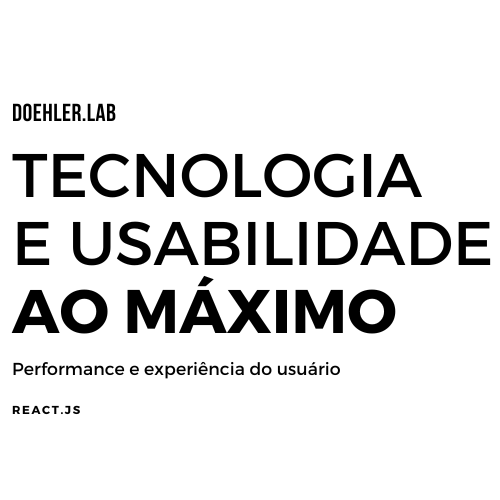 DOEHLER.LAB
TECNOLOGIA
E USABILIDADE
AO MÁXIMO
Performance e experiência do usuário
REACT.JS